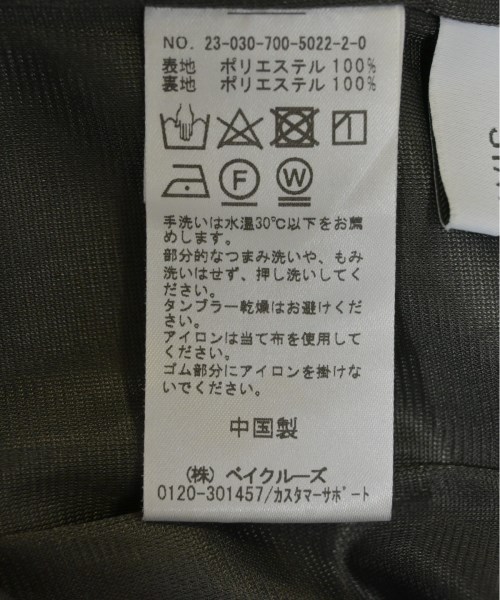 NO. 23-030-700-5022-2-0
表地 ポリエステル 100%
裏地 ポリエステル 100%
F
W
手洗いは水温30℃以下をお薦
めします。
部分的なつまみ洗いや、もみ
洗いはせず、押し洗いしてく
ださい。
タンブラー乾燥はお避けくださ
い。
アイロンは当て布を使用して
ください。
ゴム部分にアイロンを掛けな
いでください。
中国製
(株) ベイクルーズ
0120-301457/カスタマーサポート